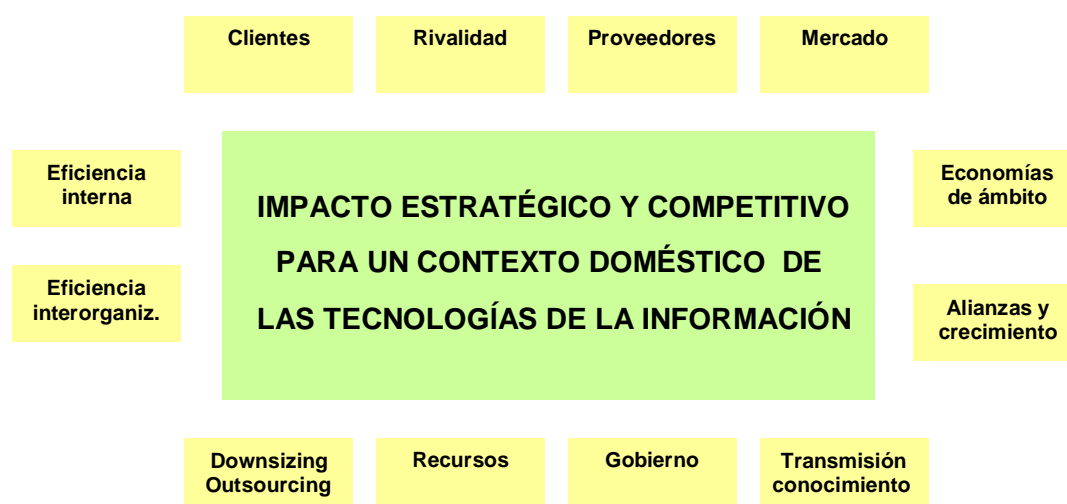 Clientes
Rivalidad
Proveedores
Mercado
Eficiencia
interna
Economías
de ámbito
IMPACTO ESTRATÉGICO Y COMPETITIVO
PARA UN CONTEXTO DOMÉSTICO DE
LAS TECNOLOGÍAS DE LA INFORMACIÓN
Eficiencia
interorganiz.
Alianzas y
crecimiento
Downsizing
Outsourcing
Recursos
Gobierno
Transmisión
conocimiento